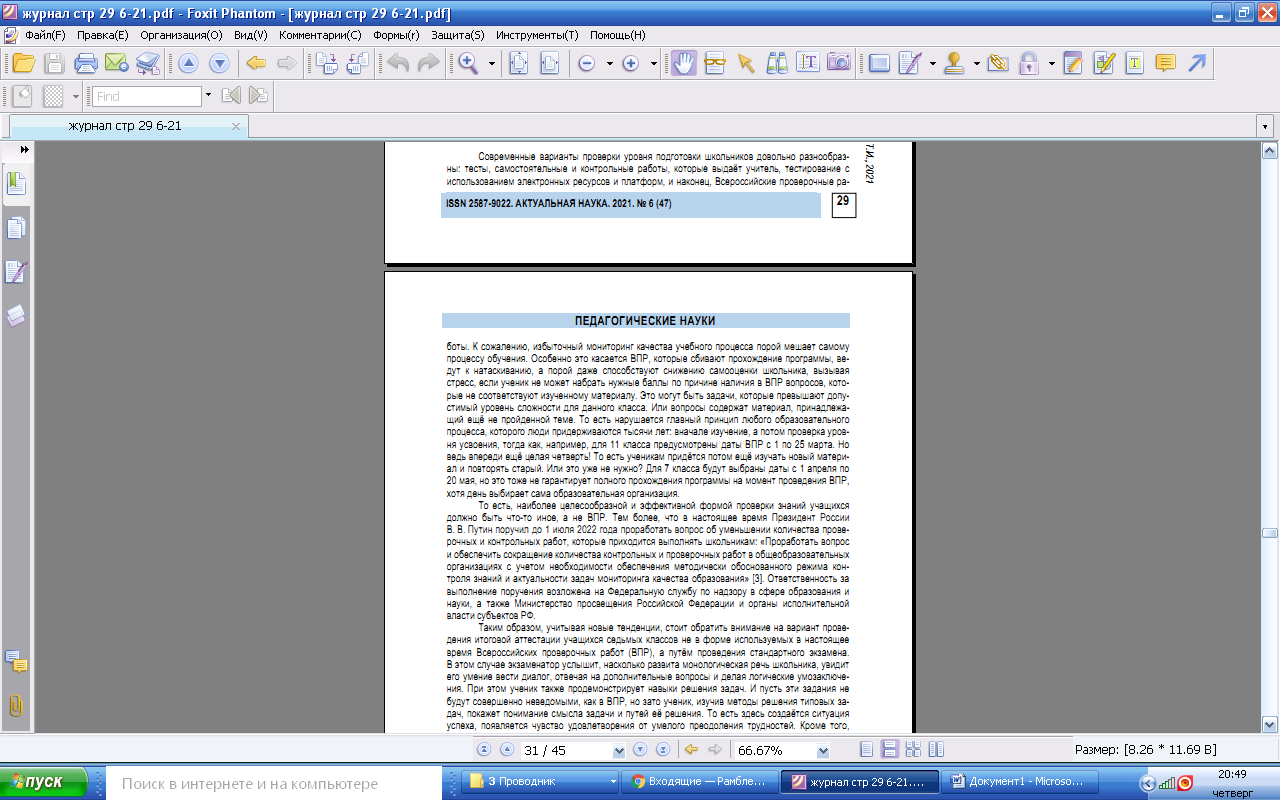 журнал стр 29 6-21.pdf - Foxit Phantom - [журнал стр 29 6-21.pdf]
Файл(F) Правка(E) Организация(O) Вид(V) Комментарии(C) Формы(r) Защита(S) Инструменты(T) Помощь(H)
Find
журнал стр 29 6-21
Современные варианты проверки уровня подготовки школьников довольно разнообраз-
ны: тесты, самостоятельные и контрольные работы, которые выдаёт учитель, тестирование с
использованием электронных ресурсов и платформ, и наконец, Всероссийские проверочные ра-
Т.И., 2021
ISSN 2587-9022. АКТУАЛЬНАЯ НАУКА. 2021. № 6 (47)
29
ПЕДАГОГИЧЕСКИЕ НАУКИ
боты. К сожалению, избыточный мониторинг качества учебного процесса порой мешает самому
процессу обучения. Особенно это касается ВПР, которые сбивают прохождение программы, ве-
дут к натаскиванию, а порой даже способствуют снижению самооценки школьника, вызывая
стресс, если ученик не может набрать нужные баллы по причине наличия в ВПР вопросов, кото-
рые не соответствуют изученному материалу. Это могут быть задачи, которые превышают допу-
стимый уровень сложности для данного класса. Или вопросы содержат материал, принадлежа-
щий ещё не пройденной теме. То есть нарушается главный принцип любого образовательного
процесса, которого люди придерживаются тысячи лет: вначале изучение, а потом проверка уров-
ня усвоения, тогда как, например, для 11 класса предусмотрены даты ВПР с 1 по 25 марта. Но
ведь впереди ещё целая четверть! То есть ученикам придётся потом ещё изучать новый матери-
ал и повторять старый. Или это уже не нужно? Для 7 класса будут выбраны даты с 1 апреля по
20 мая, но это тоже не гарантирует полного прохождения программы на момент проведения ВПР,
хотя день выбирает сама образовательная организация.
То есть, наиболее целесообразной и эффективной формой проверки знаний учащихся
должно быть что-то иное, а не ВПР. Тем более, что в настоящее время Президент России
В. В. Путин поручил до 1 июля 2022 года проработать вопрос об уменьшении количества прове-
рочных и контрольных работ, которые приходится выполнять школьникам: «Проработать вопрос
и обеспечить сокращение количества контрольных и проверочных работ в общеобразовательных
организациях с учетом необходимости обеспечения методически обоснованного режима кон-
троля знаний и актуальности задач мониторинга качества образования» [3]. Ответственность за
выполнение поручения возложена на Федеральную службу по надзору в сфере образования и
науки, а также Министерство просвещения Российской Федерации и органы исполнительной
власти субъектов РФ.
Таким образом, учитывая новые тенденции, стоит обратить внимание на вариант прове-
дения итоговой аттестации учащихся седьмых классов не в форме используемых в настоящее
время Всероссийских проверочных работ (ВПР), а путём проведения стандартного экзамена.
В этом случае экзаменатор услышит, насколько развита монологическая речь школьника, увидит
его умение вести диалог, отвечая на дополнительные вопросы и делая логические умозаключе-
ния. При этом ученик также продемонстрирует навыки решения задач. И пусть эти задания не
будут совершенно неведомыми, как в ВПР, но зато ученик, изучив методы решения типовых за-
дач, покажет понимание смысла задачи и путей её решения. То есть здесь создаётся ситуация
успеха, появляется чувство удовлетворения от умелого преодоления трудностей. Кроме того,
31 / 45 66.67% Размер: [8.26 * 11.69 В]
пуск Поиск в интернете и на компьютере 3 Проводник Входящие — Рамбле... журнал стр 29 6-21.... Документ1 - Microso... 20:49
четверг